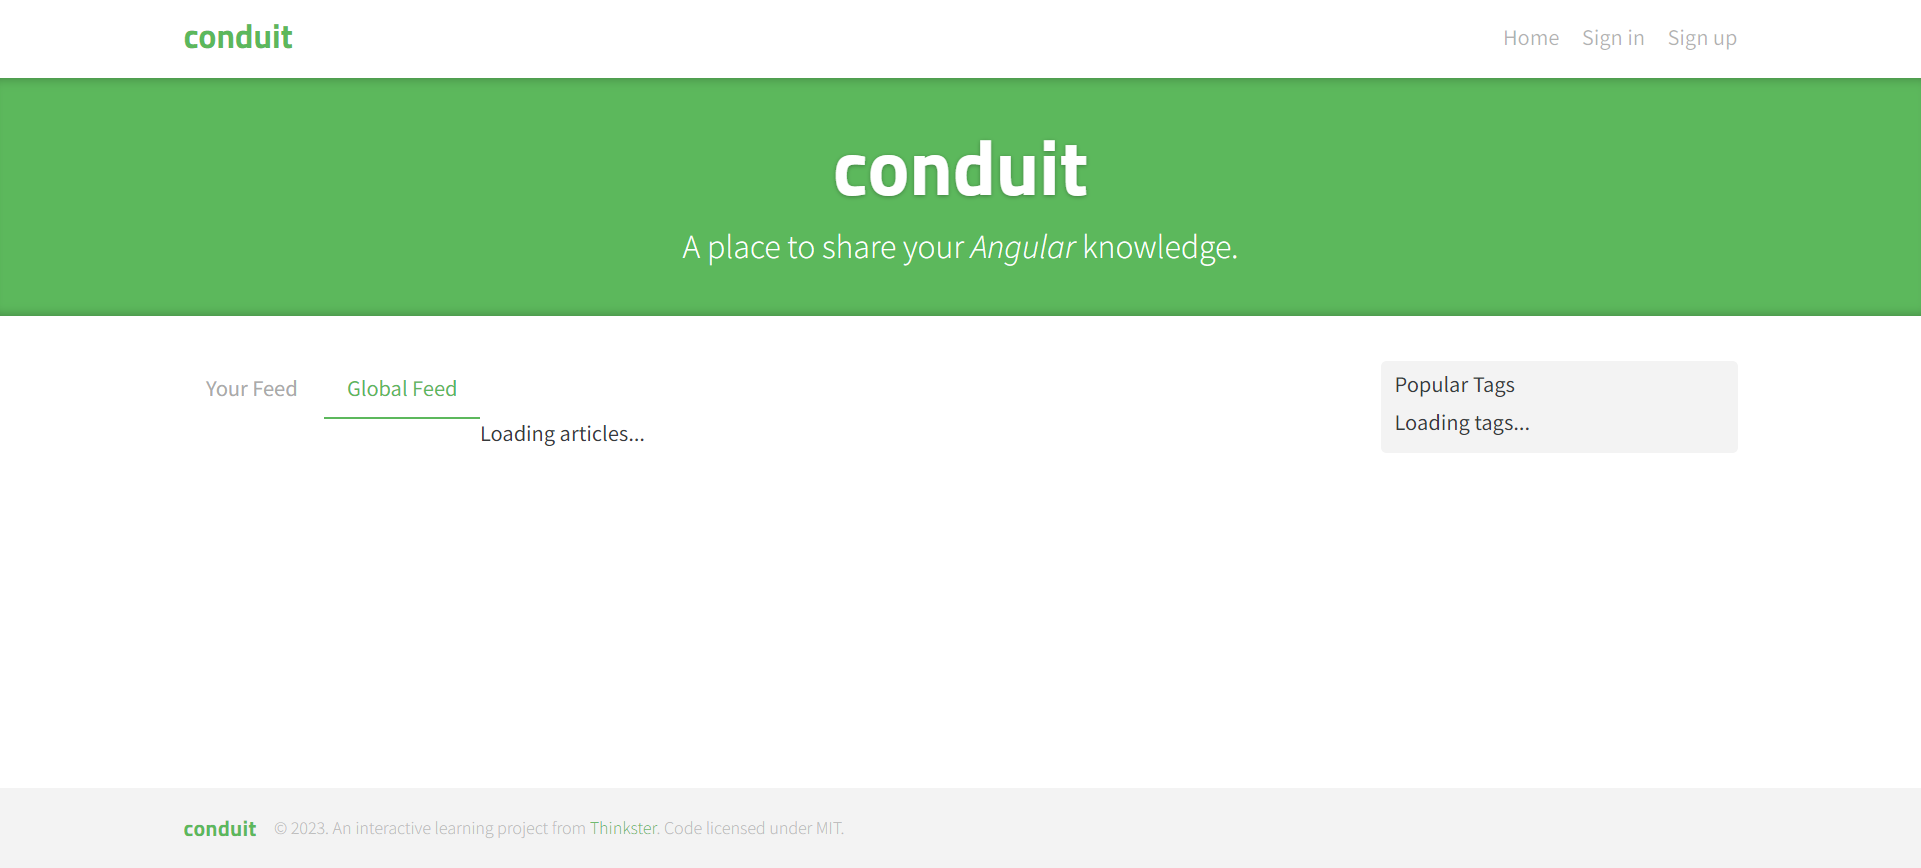 conduit
Home Sign in Sign up
conduit
A place to share your Angular knowledge.
Your Feed Global Feed
Loading articles...
Popular Tags
Loading tags...
conduit © 2023. An interactive learning project from Thinkster. Code licensed under MIT.